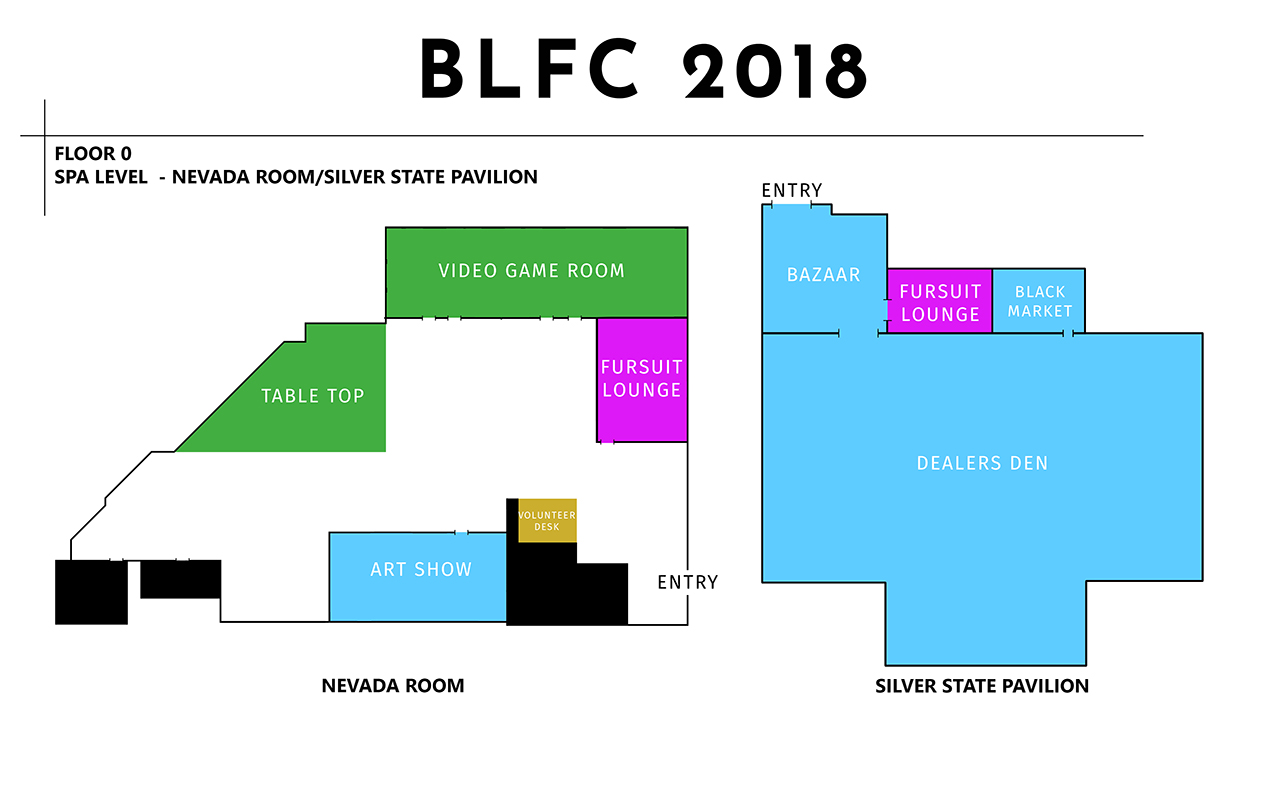 BLFC 2018
FLOOR 0
SPA LEVEL - NEVADA ROOM/SILVER STATE PAVILION
VIDEO GAME ROOM
TABLE TOP
FURSUIT
LOUNGE
VOLUNTEER
DESK
ART SHOW
ENTRY
NEVADA ROOM
ENTRY
BAZAAR
FURSUIT
LOUNGE
BLACK
MARKET
DEALERS DEN
SILVER STATE PAVILION